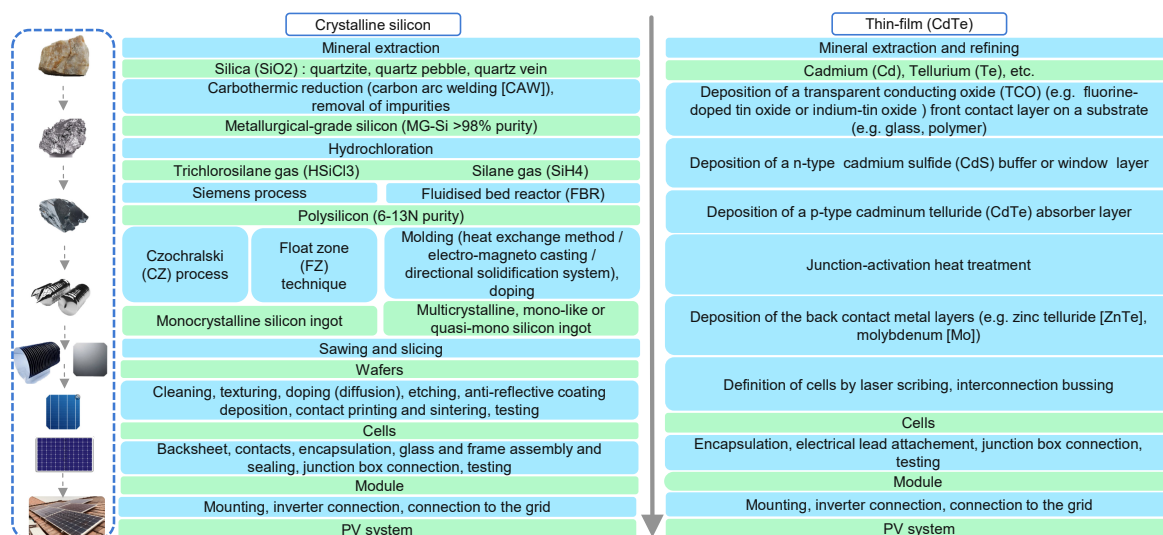 Crystalline silicon
Mineral extraction
Silica (SiO2) : quartzite, quartz pebble, quartz vein
Carbothermic reduction (carbon arc welding [CAW]),
removal of impurities
Metallurgical-grade silicon (MG-Si >98% purity)
Hydrochloration
Trichlorosilane gas (HSiCl3)
Silane gas (SiH4)
Siemens process
Fluidised bed reactor (FBR)
Polysilicon (6-13N purity)
Czochralski
(CZ) process
Float zone
(FZ)
technique
Molding (heat exchange method /
electro-magneto casting /
directional solidification system),
doping
Monocrystalline silicon ingot
Multicrystalline, mono-like or
quasi-mono silicon ingot
Sawing and slicing
Wafers
Cleaning, texturing, doping (diffusion), etching, anti-reflective coating
deposition, contact printing and sintering, testing
Cells
Backsheet, contacts, encapsulation, glass and frame assembly and
sealing, junction box connection, testing
Module
Mounting, inverter connection, connection to the grid
PV system
Thin-film (CdTe)
Mineral extraction and refining
Cadmium (Cd), Tellurium (Te), etc.
Deposition of a transparent conducting oxide (TCO) (e.g. fluorine-
doped tin oxide or indium-tin oxide ) front contact layer on a substrate
(e.g. glass, polymer)
Deposition of a n-type cadmium sulfide (CdS) buffer or window layer
Deposition of a p-type cadminum telluride (CdTe) absorber layer
Junction-activation heat treatment
Deposition of the back contact metal layers (e.g. zinc telluride [ZnTe],
molybdenum [Mo])
Definition of cells by laser scribing, interconnection bussing
Cells
Encapsulation, electrical lead attachement, junction box connection,
testing
Module
Mounting, inverter connection, connection to the grid
PV system